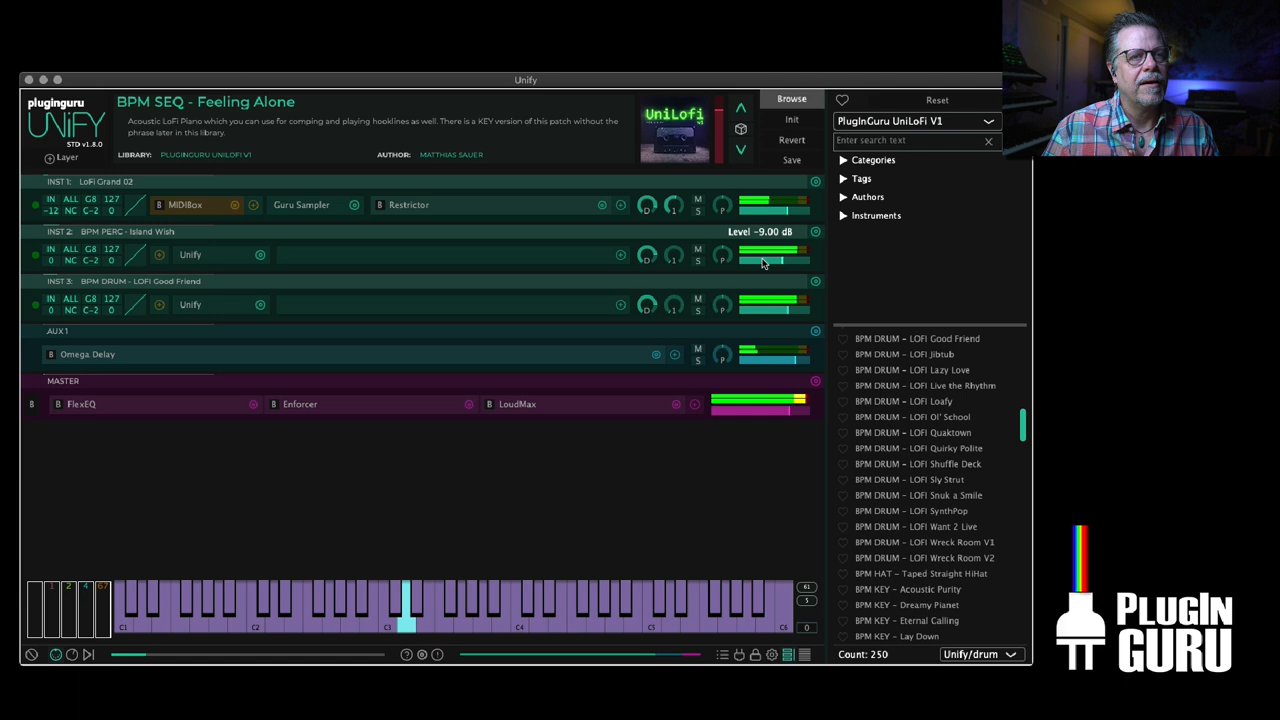 Unify
pluginguru
UNIFY
STD v1.8.0
Layer
BPM SEQ - Feeling Alone
Acoustic LoFi Piano which you can use for comping and playing hooklines as well. There is a KEY version of this patch without the
phrase later in this library.
LIBRARY: PLUGINGURU UNILOFI V1 AUTHOR: MATTHIAS SAUER
UniLofi
Browse
Init
Revert
Save
Reset
PlugInGuru UniLoFi V1
Enter search text
Categories
Tags
Authors
Instruments
INST 1: LoFi Grand 02
IN ALL G8 127
-12 NC C-2 0
B MIDIBox
Guru Sampler
B Restrictor
D 1 M S P
INST 2: BPM PERC - Island Wish
Level -9.00 dB
IN ALL G8 127
0 NC C-2 0
Unify
D 1 M S P
INST 3: BPM DRUM - LOFI Good Friend
IN ALL G8 127
0 NC C-2 0
Unify
D 1 M S P
AUX 1
B Omega Delay
M S P
MASTER
B B FlexEQ B Enforcer B LoudMax
BPM DRUM - LOFI Good Friend
BPM DRUM - LOFI Jibtub
BPM DRUM - LOFI Lazy Love
BPM DRUM - LOFI Live the Rhythm
BPM DRUM - LOFI Loafy
BPM DRUM - LOFI Ol' School
BPM DRUM - LOFI Quaktown
BPM DRUM - LOFI Quirky Polite
BPM DRUM - LOFI Shuffle Deck
BPM DRUM - LOFI Sly Strut
BPM DRUM - LOFI Snuk a Smile
BPM DRUM - LOFI SynthPop
BPM DRUM - LOFI Want 2 Live
BPM DRUM - LOFI Wreck Room V1
BPM DRUM - LOFI Wreck Room V2
BPM HAT - Taped Straight HiHat
BPM KEY - Acoustic Purity
BPM KEY - Dreamy Planet
BPM KEY - Eternal Calling
BPM KEY - Lay Down
Count: 250
Unify/drum
1 2 4 67
C1 C2 C3 C4 C5 C6
61
5
0
PLUGIN
GURU